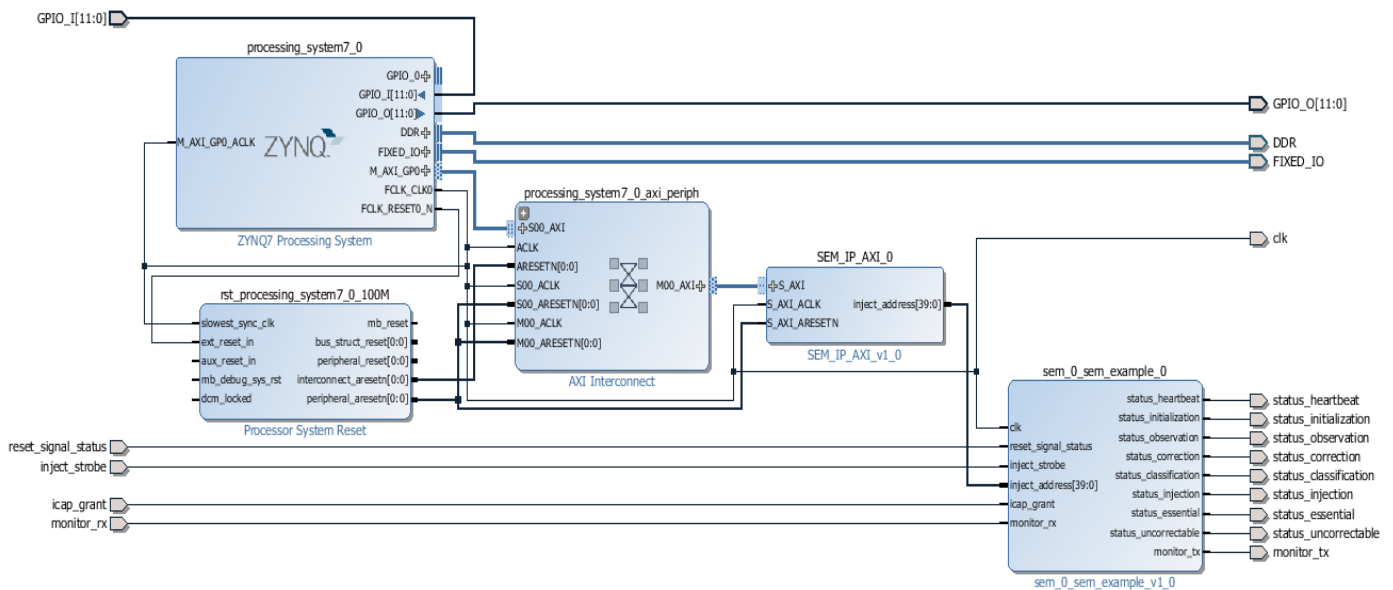 GPIO_I[11:0]
processing_system7_0
GPIO_0
GPIO_I[11:0]
GPIO_O[11:0]
DDR
FIXED_IO
M_AXI_GP0
FCLK_CLK0
FCLK_RESET0_N
M_AXI_GP0_ACLK
ZYNQ
ZYNQ7 Processing System
GPIO_O[11:0]
DDR
FIXED_IO
clk
processing_system7_0_axi_periph
S00_AXI
ACLK
ARESETN[0:0]
S00_ACLK
S00_ARESETN[0:0]
M00_ACLK
M00_ARESETN[0:0]
M00_AXI
AXI Interconnect
SEM_IP_AXI_0
S_AXI
S_AXI_ACLK
S_AXI_ARESETN
inject_address[39:0]
SEM_IP_AXI_v1_0
rst_processing_system7_0_100M
slowest_sync_clk
ext_reset_in
aux_reset_in
mb_debug_sys_rst
dcm_locked
mb_reset
bus_struct_reset[0:0]
peripheral_reset[0:0]
interconnect_aresetn[0:0]
peripheral_aresetn[0:0]
Processor System Reset
reset_signal_status
inject_strobe
icap_grant
monitor_rx
sem_0_sem_example_0
clk
reset_signal_status
inject_strobe
inject_address[39:0]
icap_grant
monitor_rx
status_heartbeat
status_initialization
status_observation
status_correction
status_classification
status_injection
status_essential
status_uncorrectable
monitor_tx
sem_0_sem_example_v1_0
status_heartbeat
status_initialization
status_observation
status_correction
status_classification
status_injection
status_essential
status_uncorrectable
monitor_tx